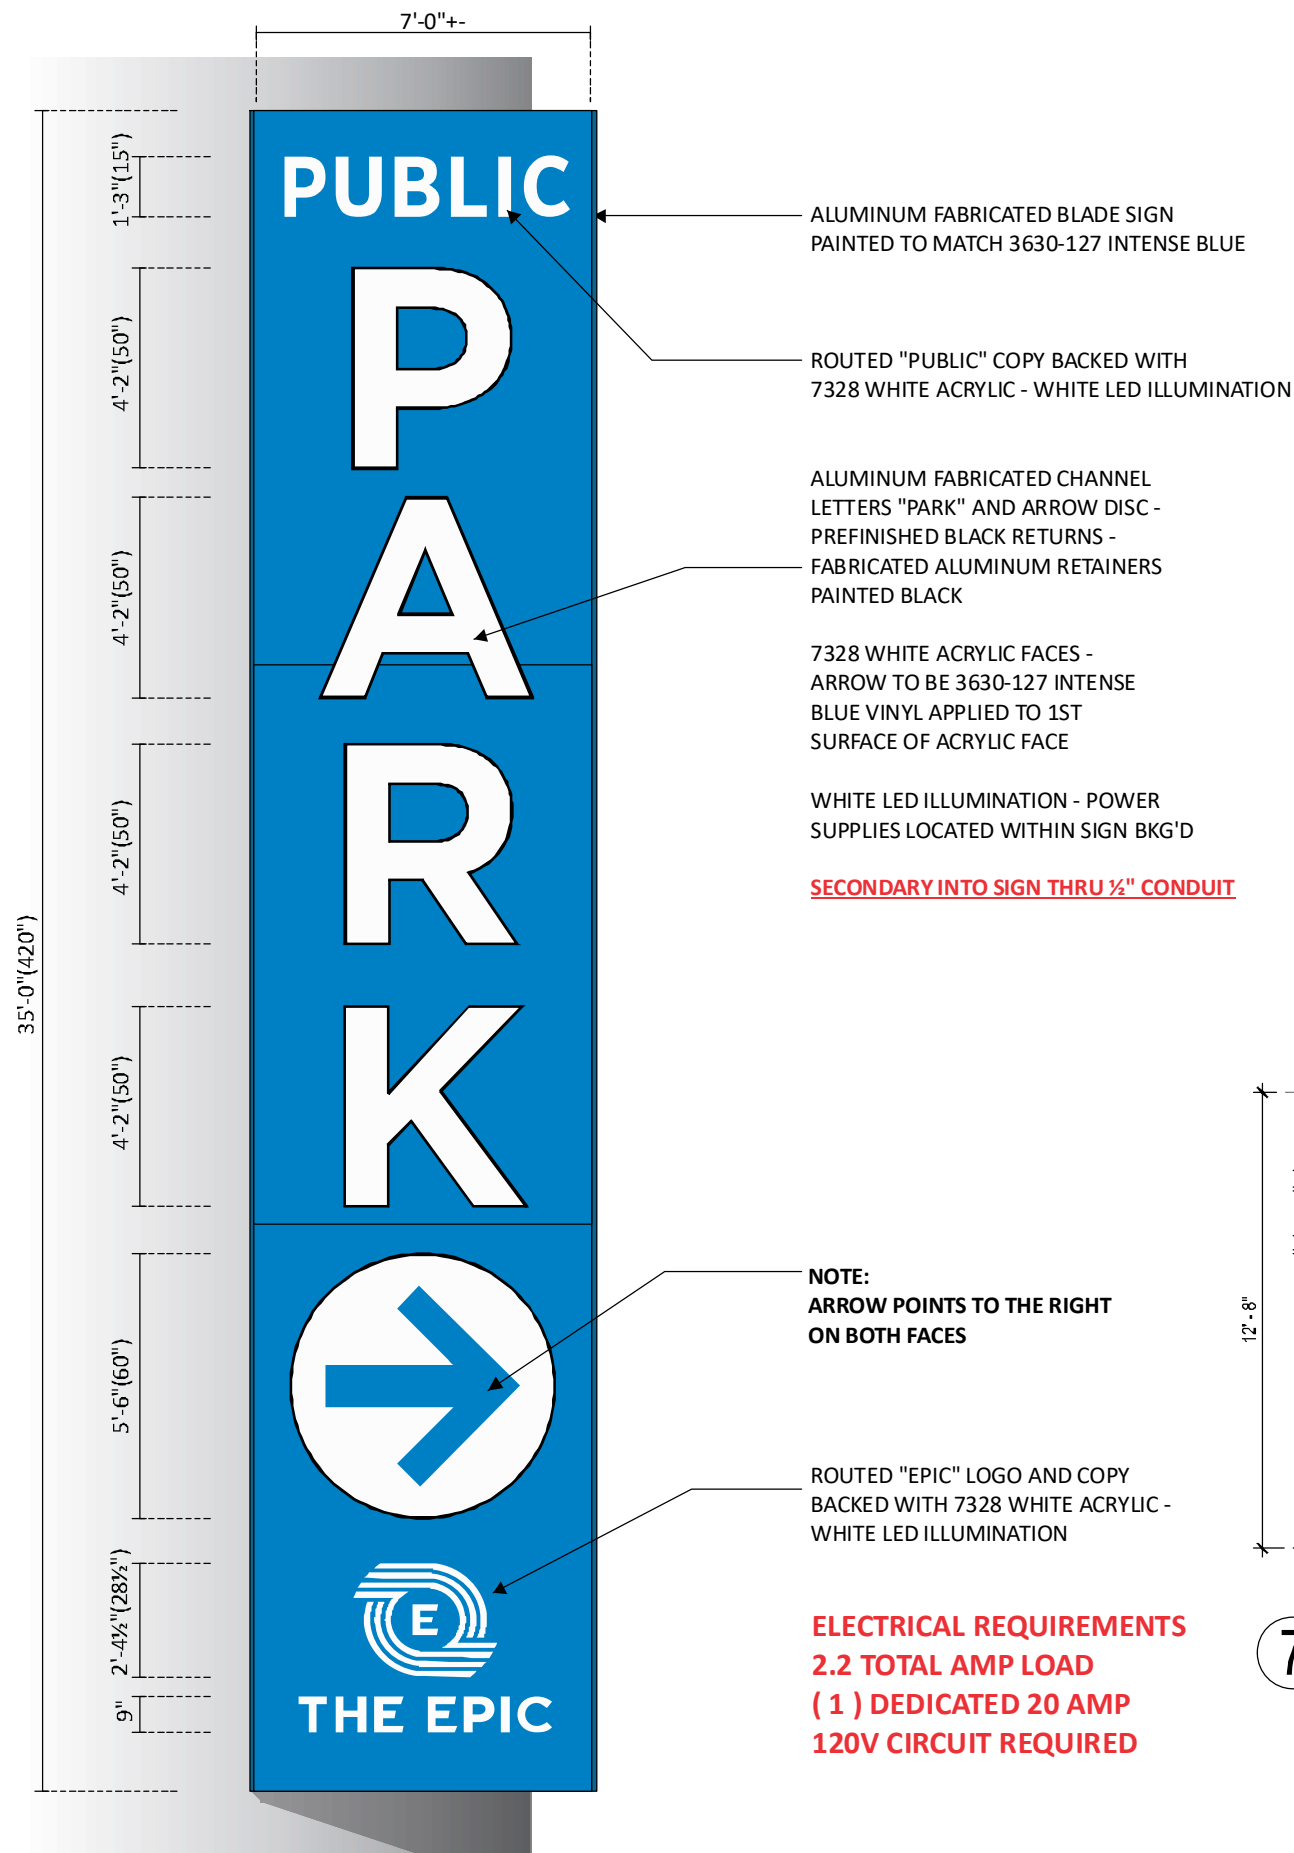 7'-0"+-
35'-0"(420")
1'-3"(15")
4'-2"(50")
4'-2"(50")
4'-2"(50")
4'-2"(50")
5'-6"(60")
2'-4½"(28½")
9"
PUBLIC
P
A
R
K
E
THE EPIC
ALUMINUM FABRICATED BLADE SIGN
PAINTED TO MATCH 3630-127 INTENSE BLUE
ROUTED "PUBLIC" COPY BACKED WITH
7328 WHITE ACRYLIC - WHITE LED ILLUMINATION
ALUMINUM FABRICATED CHANNEL
LETTERS "PARK" AND ARROW DISC -
PREFINISHED BLACK RETURNS -
FABRICATED ALUMINUM RETAINERS
PAINTED BLACK
7328 WHITE ACRYLIC FACES -
ARROW TO BE 3630-127 INTENSE
BLUE VINYL APPLIED TO 1ST
SURFACE OF ACRYLIC FACE
WHITE LED ILLUMINATION - POWER
SUPPLIES LOCATED WITHIN SIGN BKG'D
SECONDARY INTO SIGN THRU ½" CONDUIT
NOTE:
ARROW POINTS TO THE RIGHT
ON BOTH FACES
ROUTED "EPIC" LOGO AND COPY
BACKED WITH 7328 WHITE ACRYLIC -
WHITE LED ILLUMINATION
ELECTRICAL REQUIREMENTS
2.2 TOTAL AMP LOAD
( 1 ) DEDICATED 20 AMP
120V CIRCUIT REQUIRED
12'-8"
7